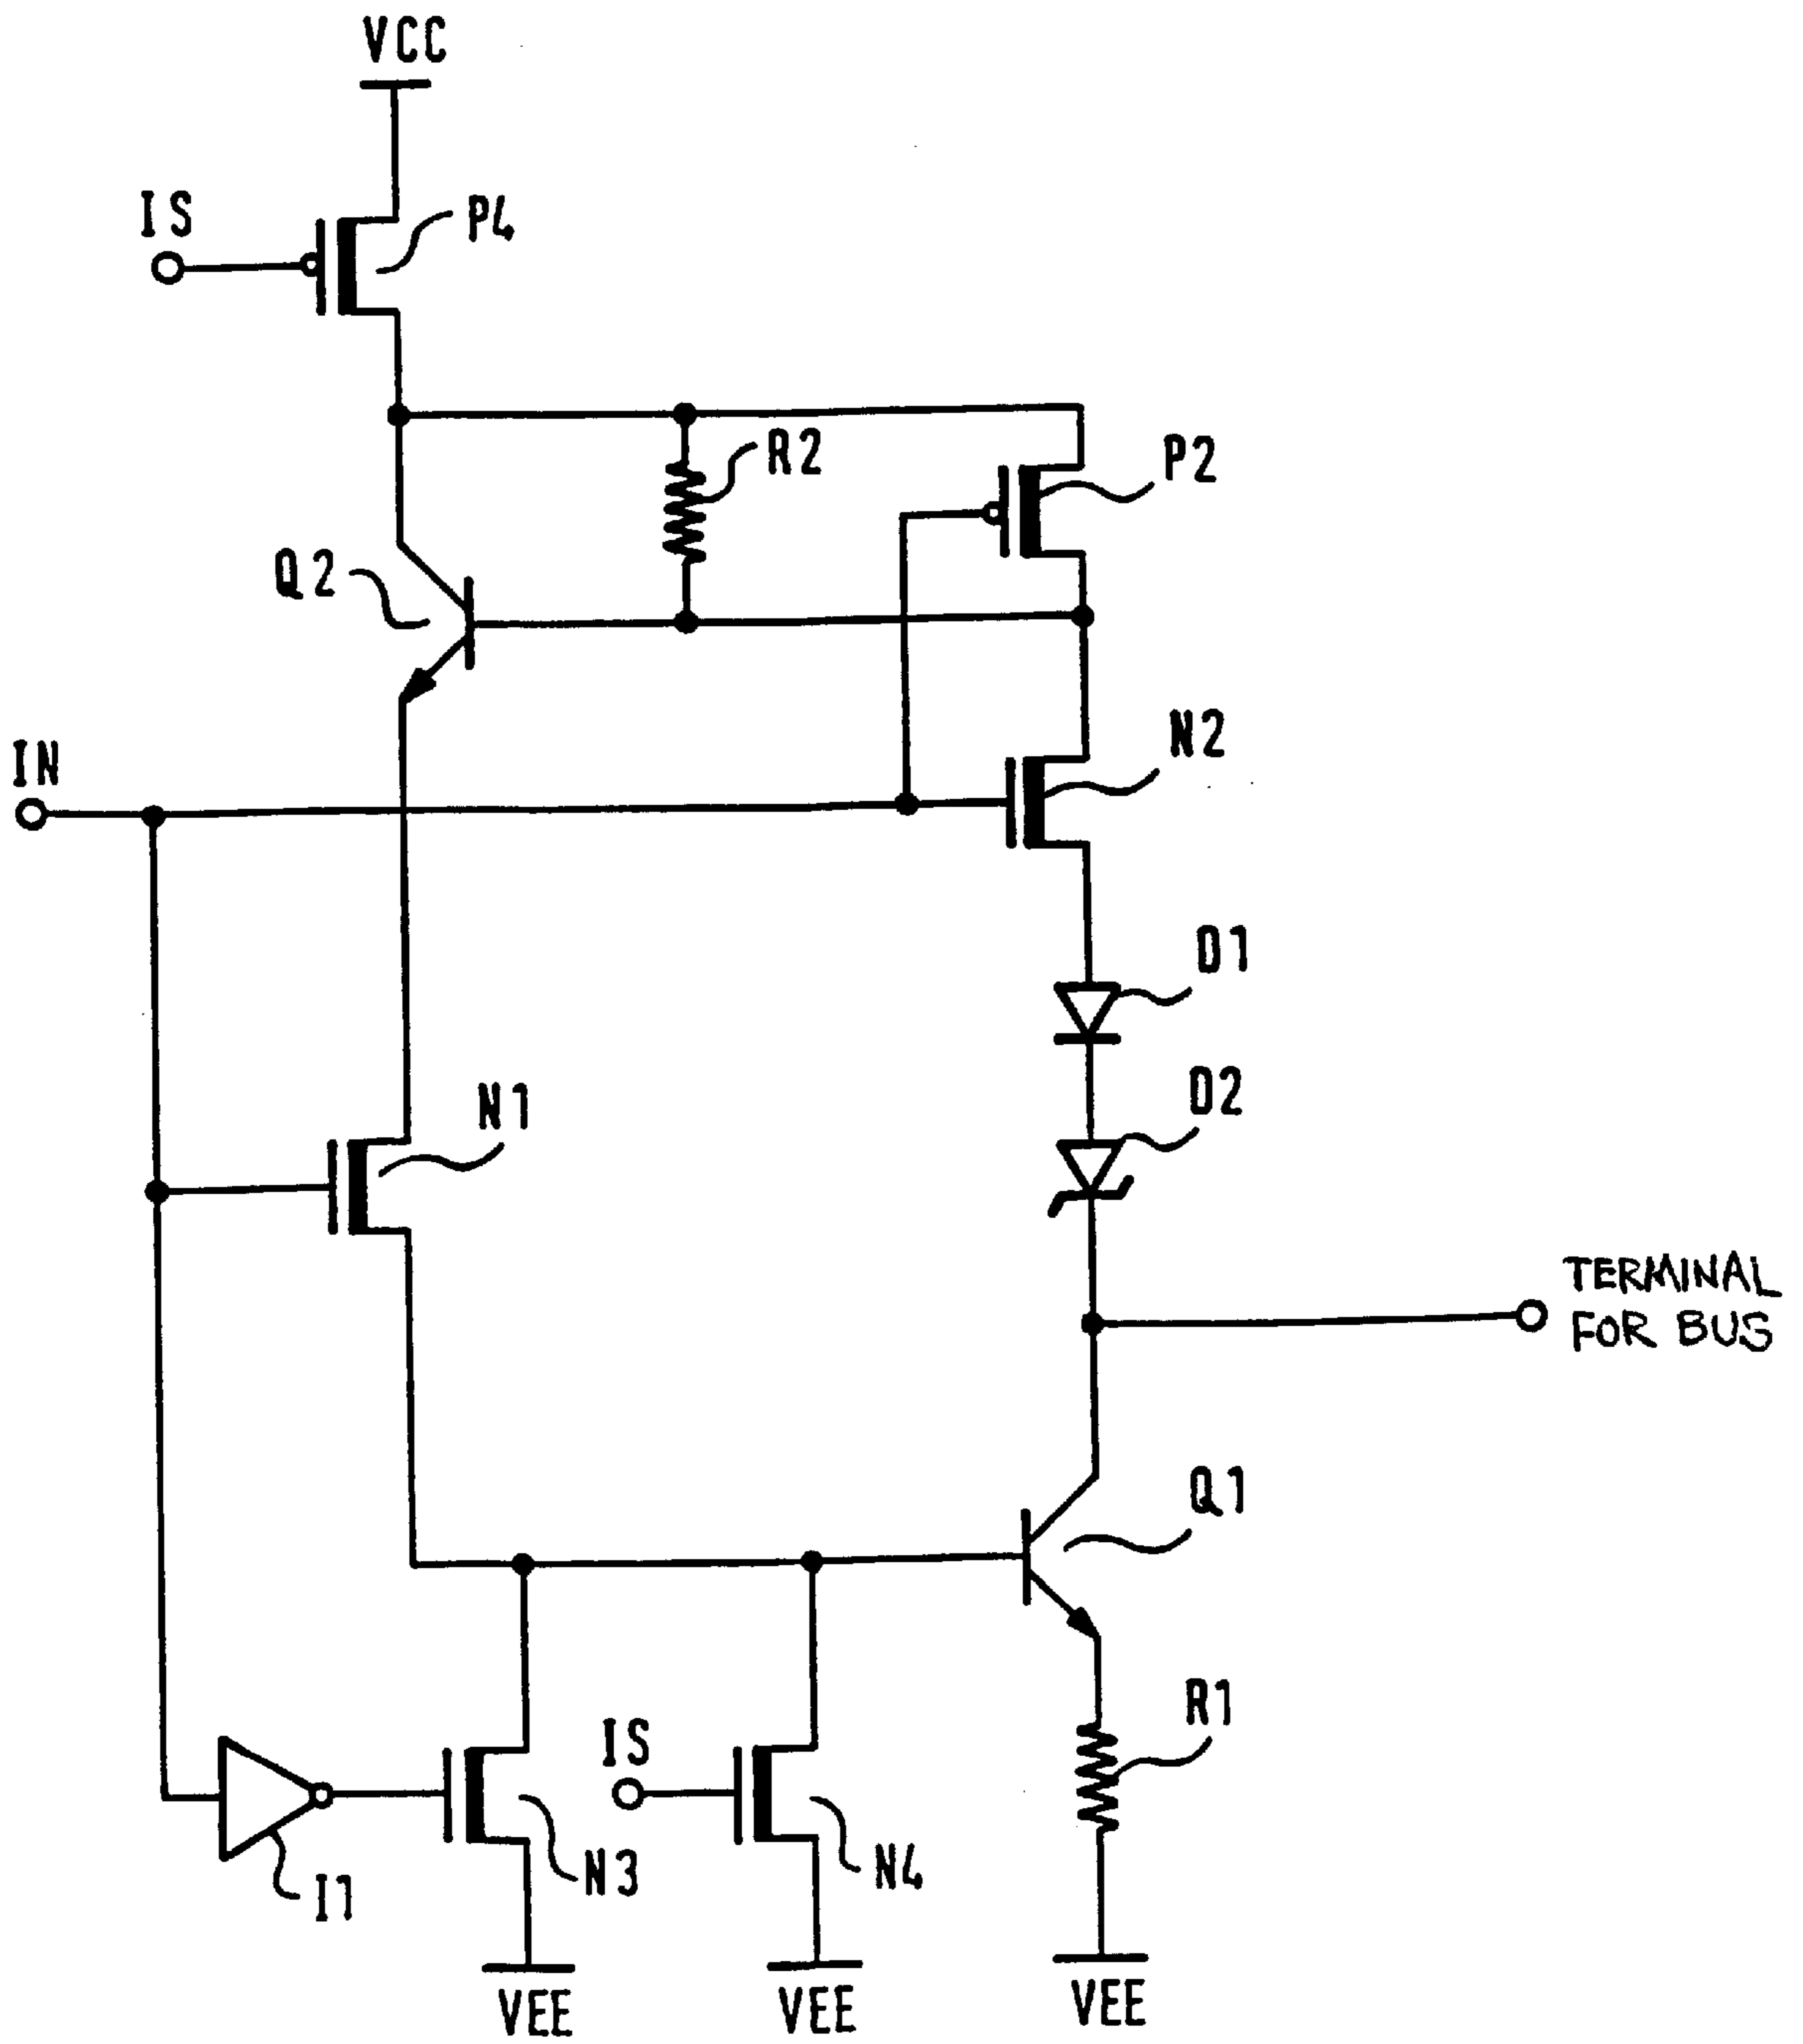 VCC
IS
P4
R2
P2
Q2
N2
IN
D1
N1
D2
TERMINAL
FOR BUS
Q1
R1
IS
I1
N3
N4
VEE
VEE
VEE